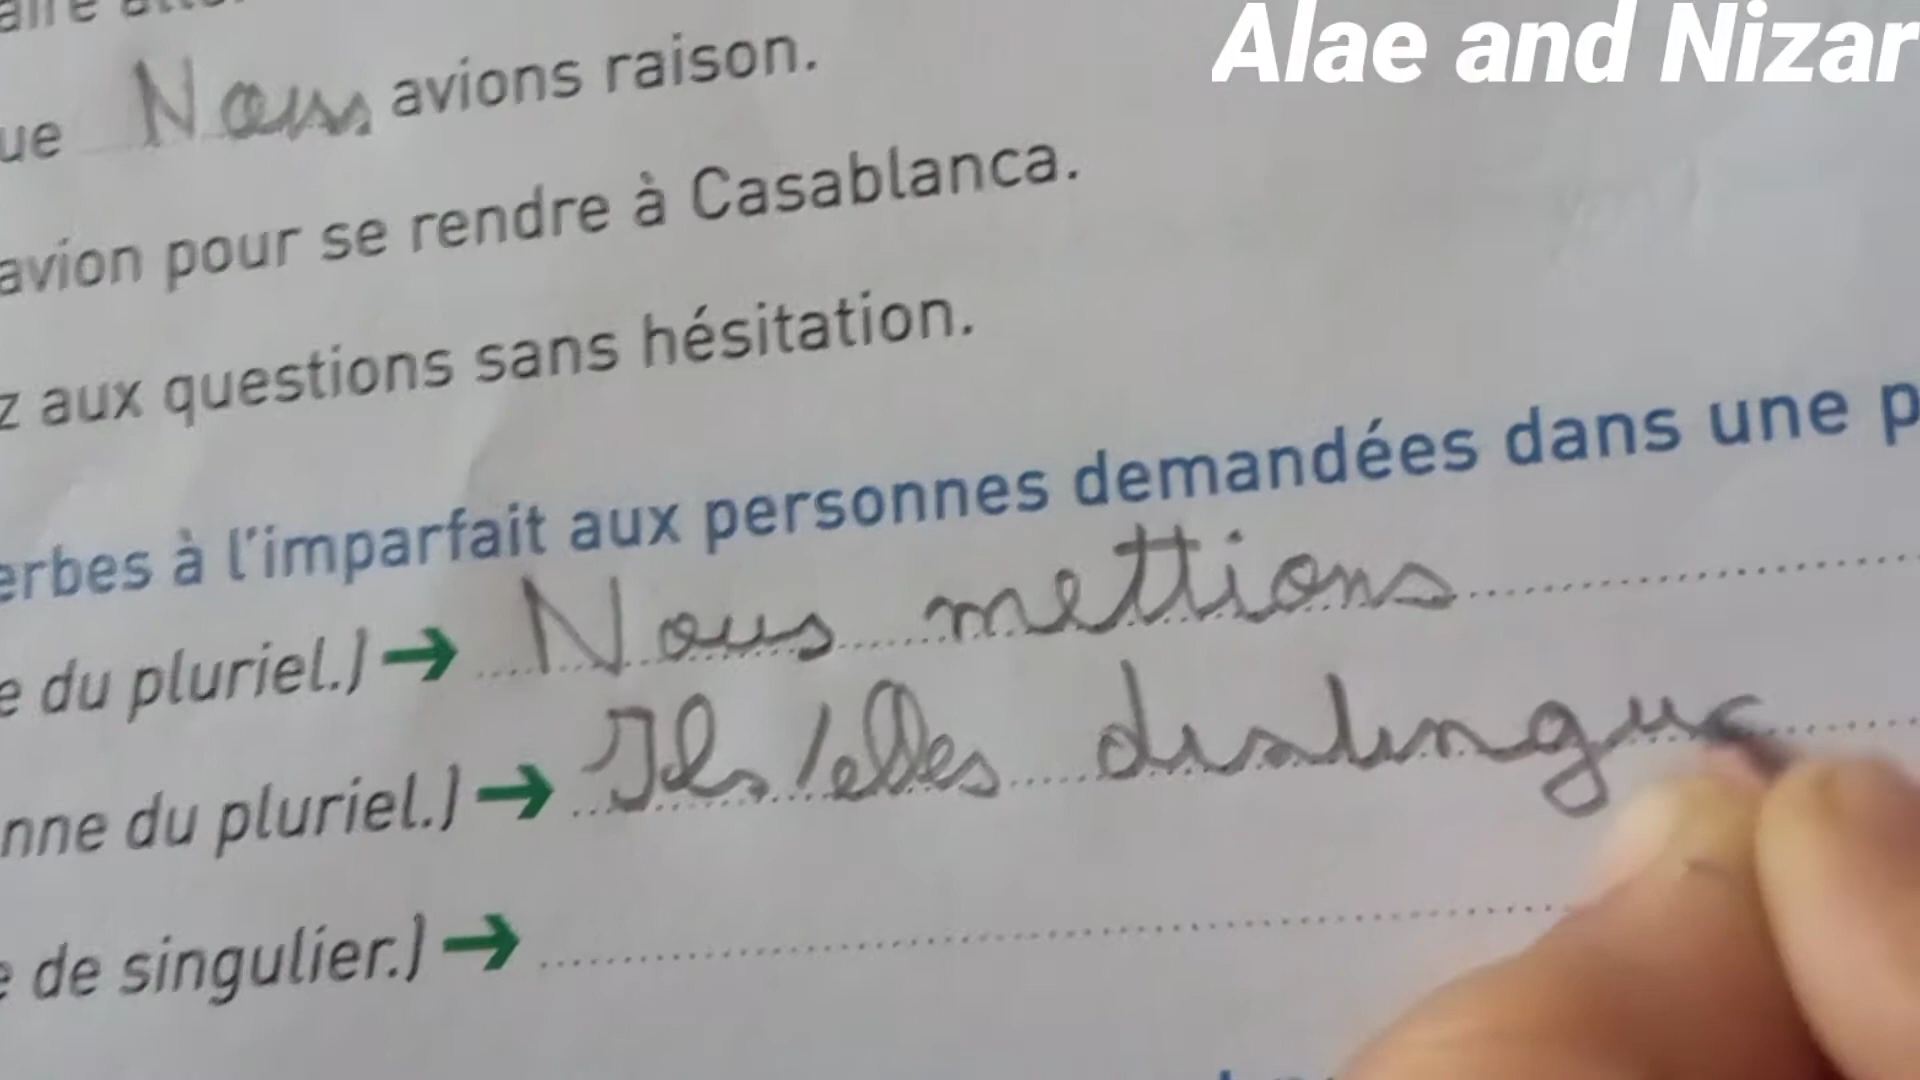 Alae and Nizar
ue Nous avions raison.
avion pour se rendre à Casablanca.
z aux questions sans hésitation.
erbes à l'imparfait aux personnes demandées dans une p
e du pluriel.) → Nous mettions
nne du pluriel.) → Ils/elles distingu
e de singulier.) →